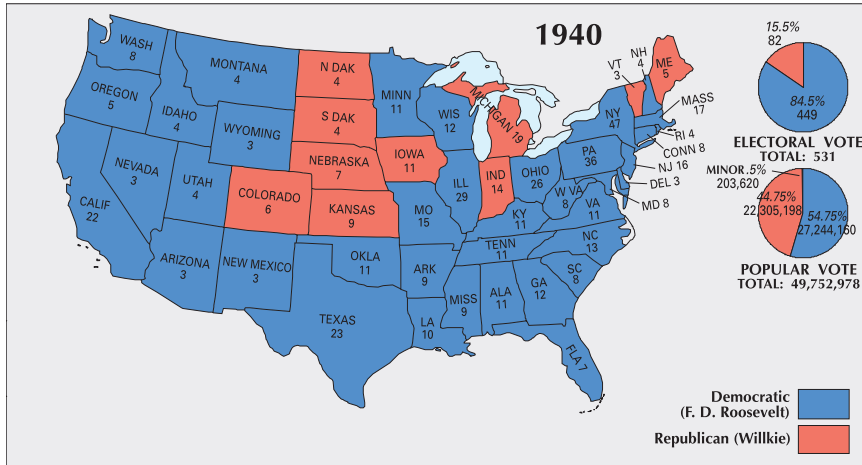 1940
WASH
8
OREGON
5
CALIF
22
NEVADA
3
IDAHO
4
MONTANA
4
WYOMING
3
UTAH
4
COLORADO
6
ARIZONA
3
NEW MEXICO
3
N DAK
4
S DAK
4
NEBRASKA
7
KANSAS
9
OKLA
11
TEXAS
23
MINN
11
IOWA
11
MO
15
ARK
9
LA
10
WIS
12
ILL
29
MICHIGAN 19
IND
14
OHIO
26
KY
11
TENN
11
MISS
9
ALA
11
GA
12
FLA 7
SC
8
NC
13
VA
11
W VA
8
PA
36
NY
47
VT
3
NH
4
ME
5
MASS
17
RI 4
CONN 8
NJ 16
DEL 3
MD 8
15.5%
82
84.5%
449
ELECTORAL VOTE
TOTAL: 531
MINOR .5%
203,620
44.75%
22,305,198
54.75%
27,244,160
POPULAR VOTE
TOTAL: 49,752,978
Democratic
(F. D. Roosevelt)
Republican (Willkie)